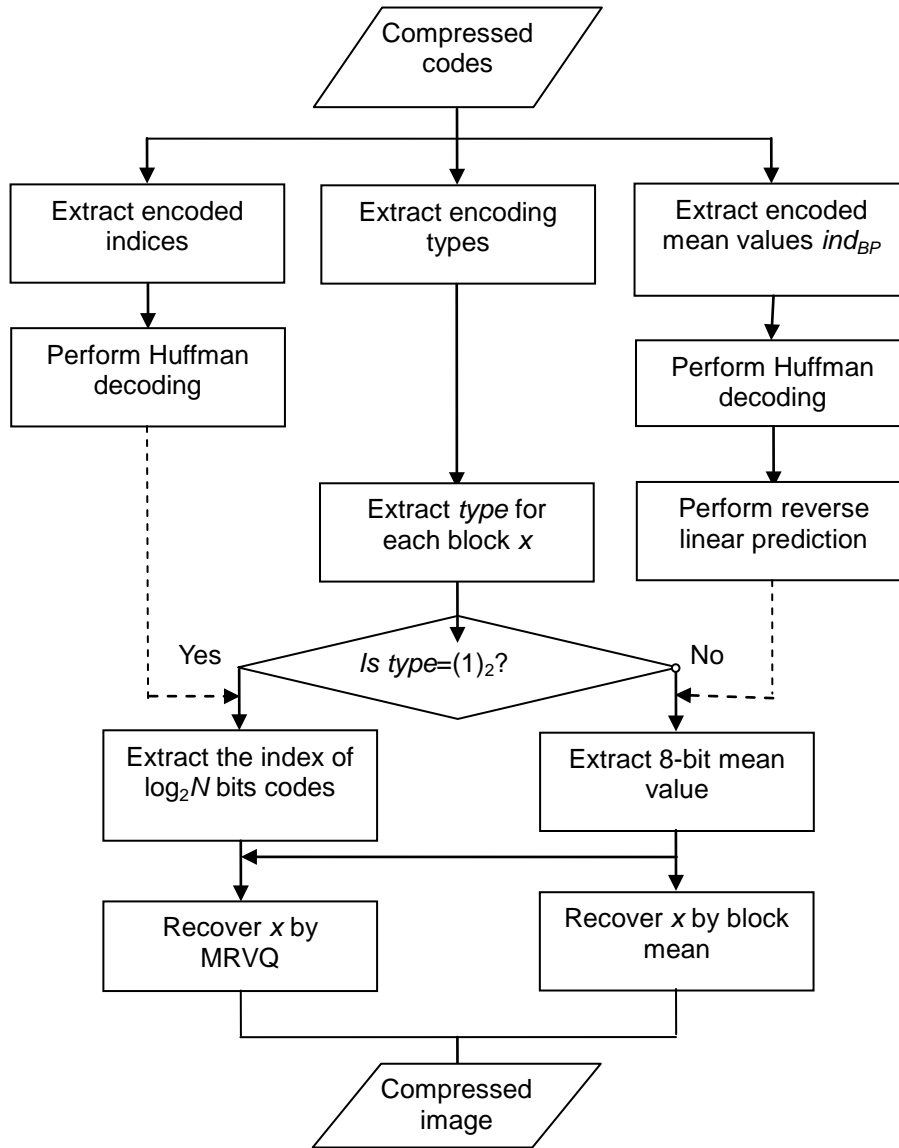 Compressed
codes
Extract encoded
indices
Extract encoding
types
Extract encoded
mean values ind_BP
Perform Huffman
decoding
Perform Huffman
decoding
Extract type for
each block x
Perform reverse
linear prediction
Yes
Is type=(1)₂?
No
Extract the index of
log₂N bits codes
Extract 8-bit mean
value
Recover x by
MRVQ
Recover x by block
mean
Compressed
image